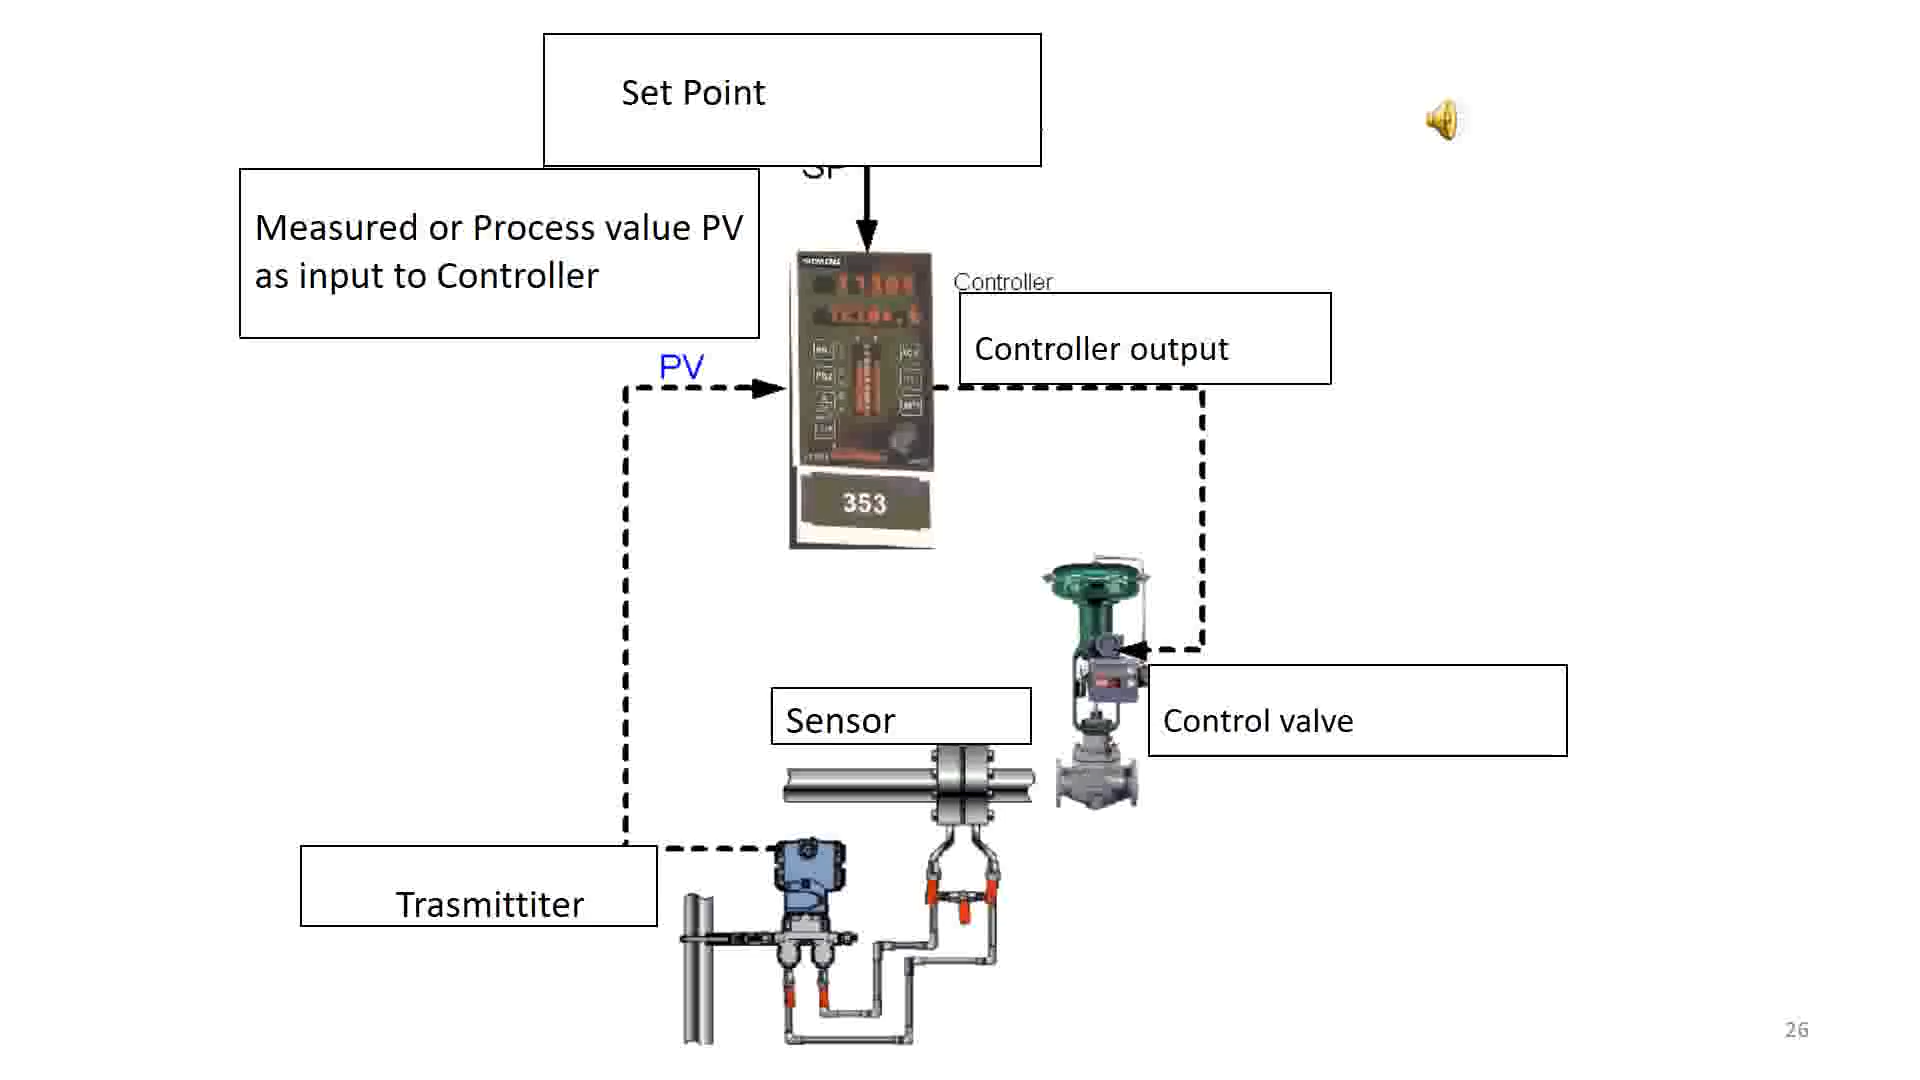 Set Point
Measured or Process value PV
as input to Controller
Controller
Controller output
PV
353
Sensor
Control valve
Trasmittiter
26